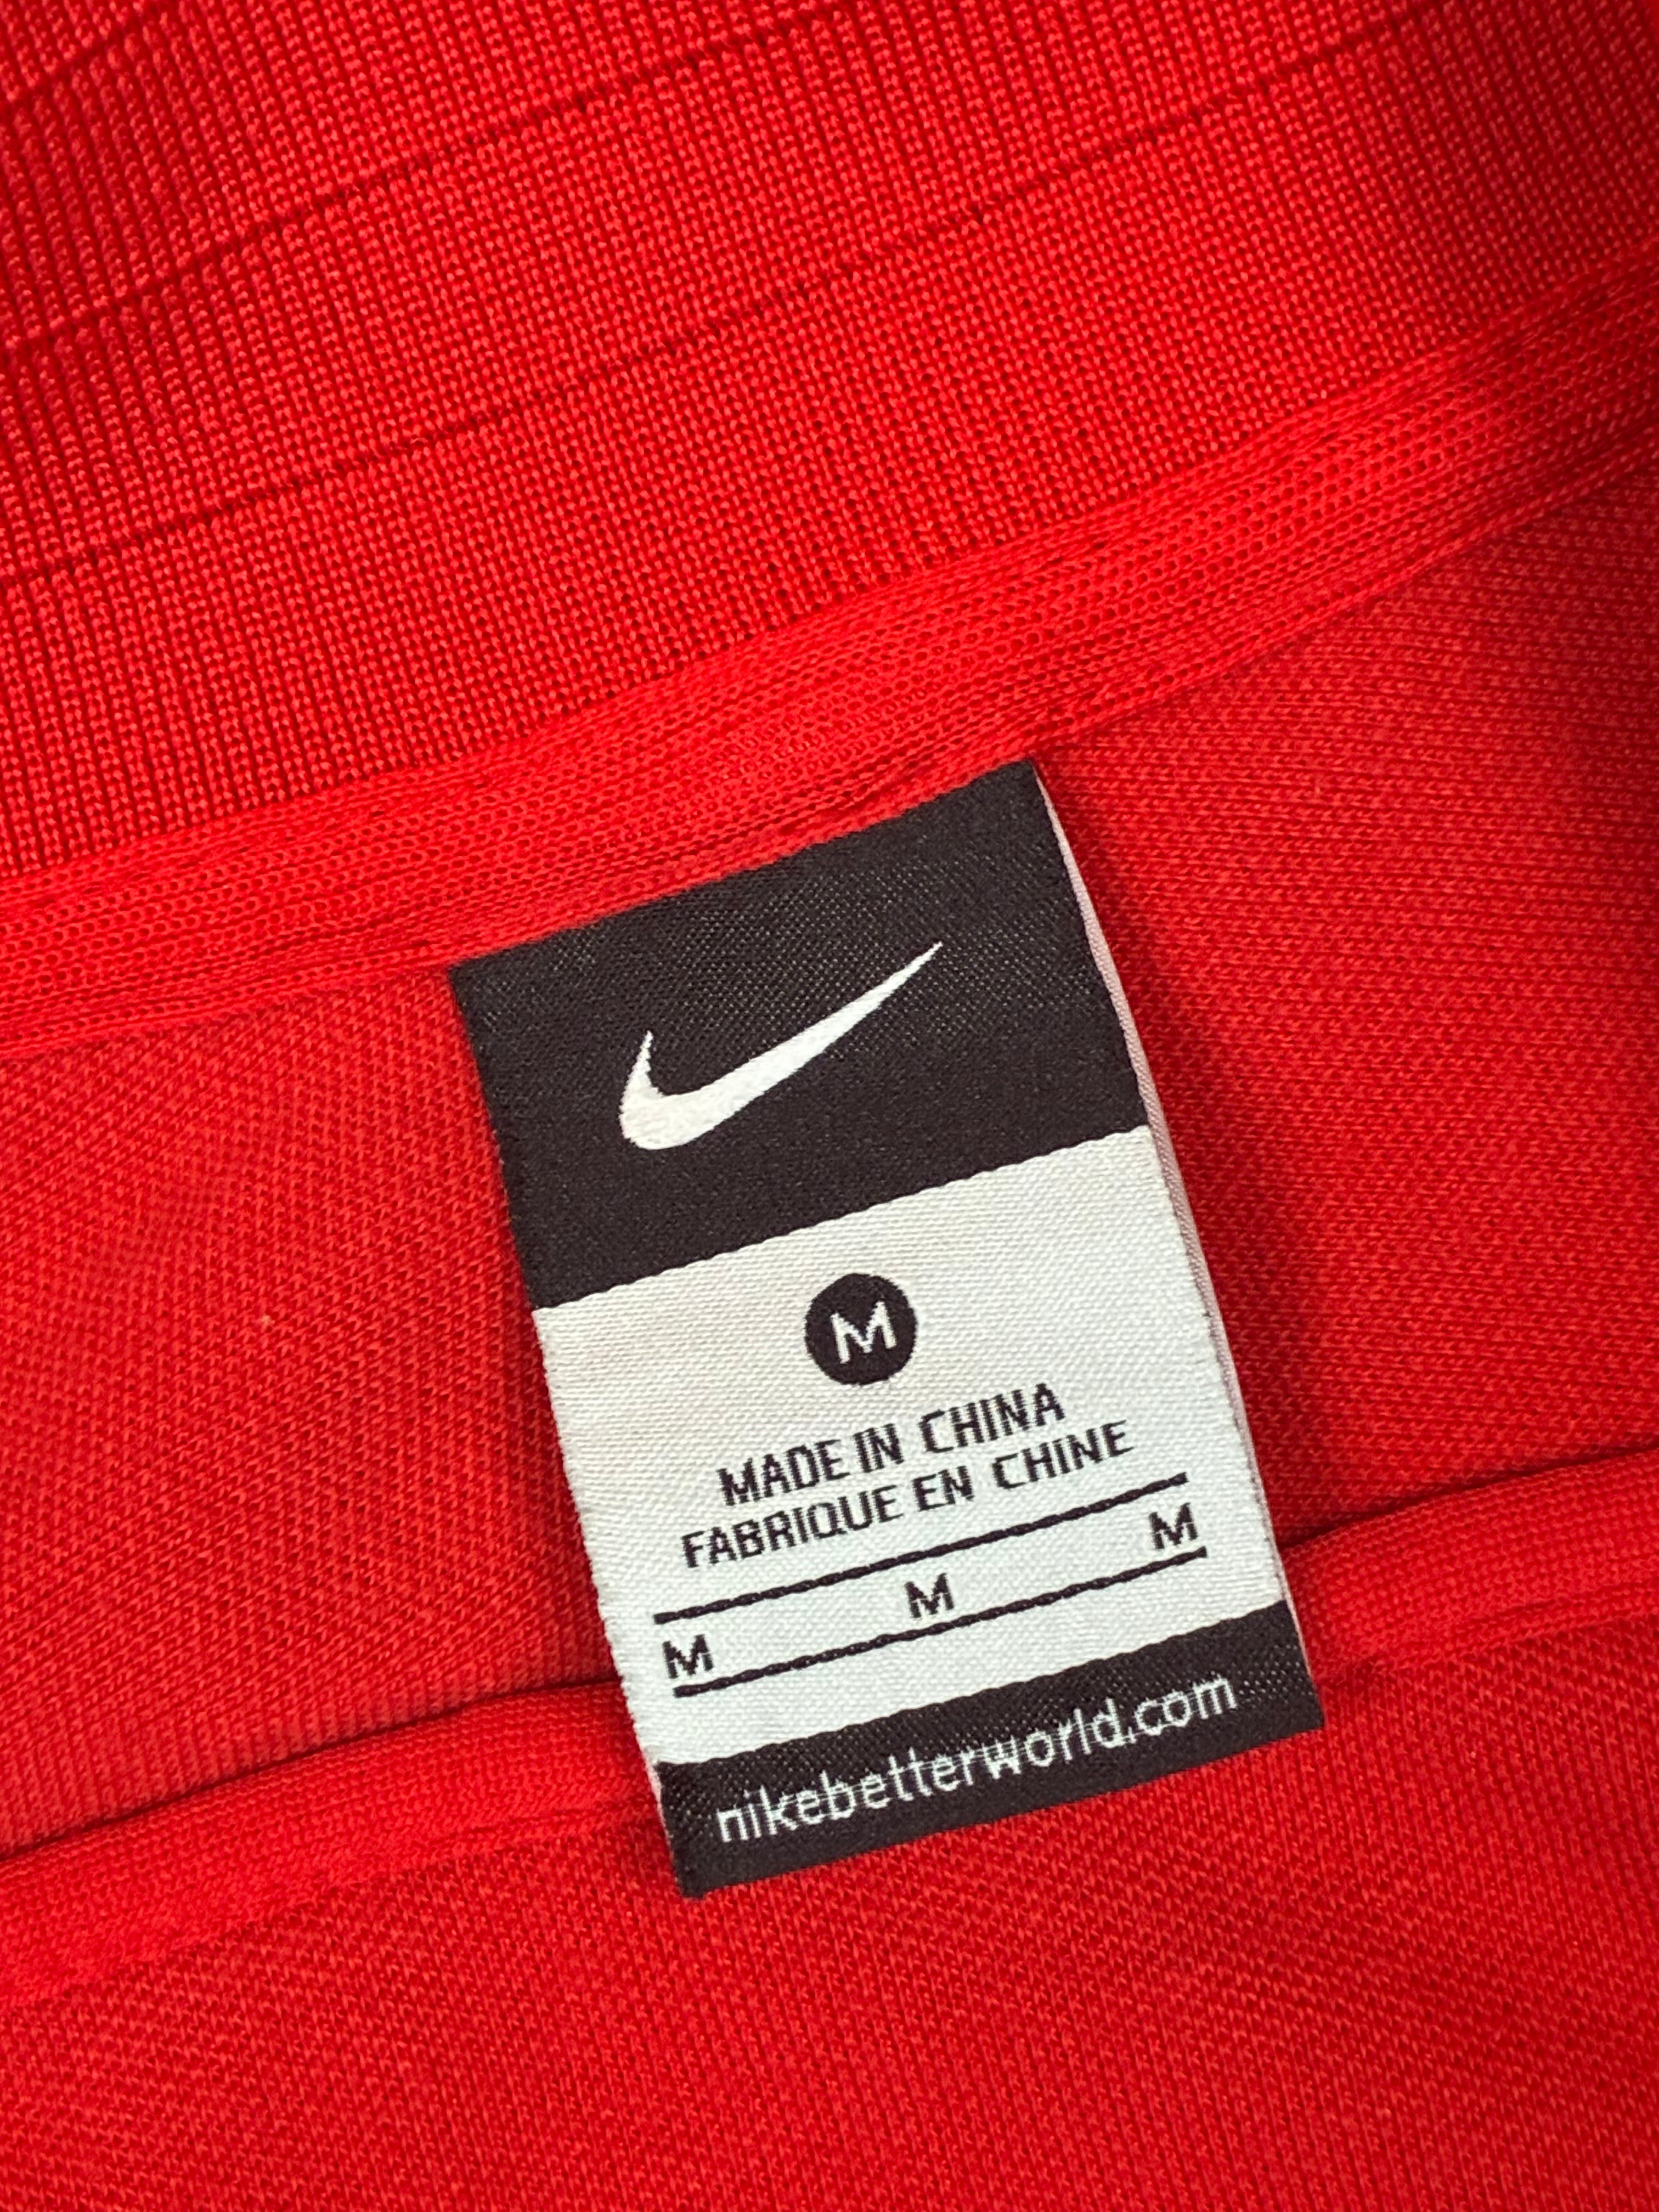 M
MADE IN CHINA
FABRIQUE EN CHINE
M M M
nikebetterworld.com